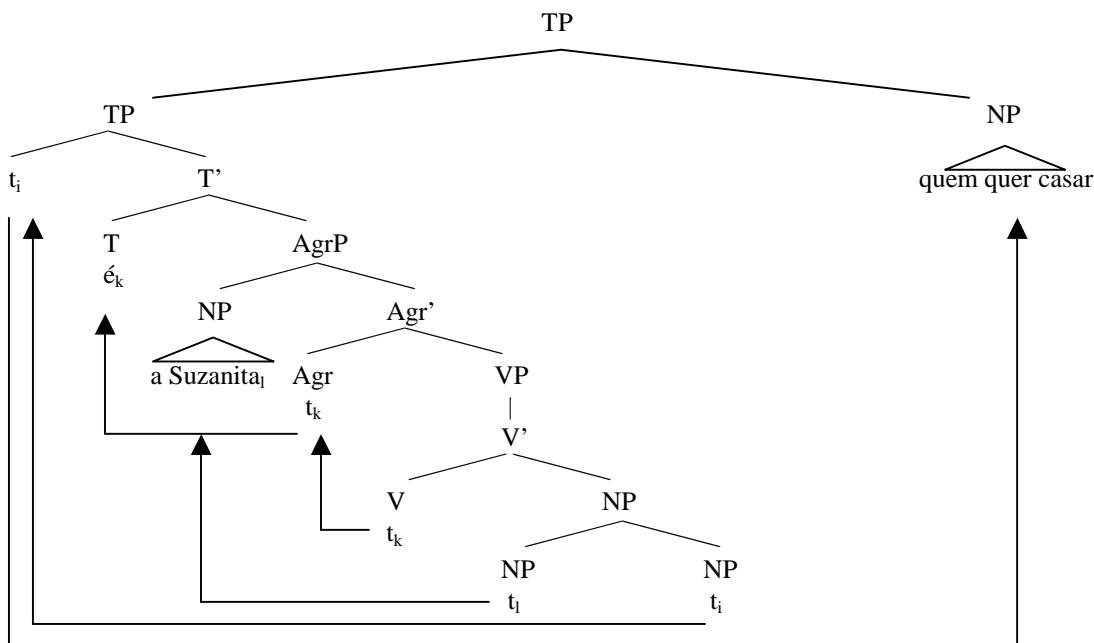 TP
TP NP
t_i T’ quem quer casar
T AgrP
é_k
NP Agr’
a Suzanita_l Agr VP
t_k
V’
V NP
t_k
NP NP
t_l t_i